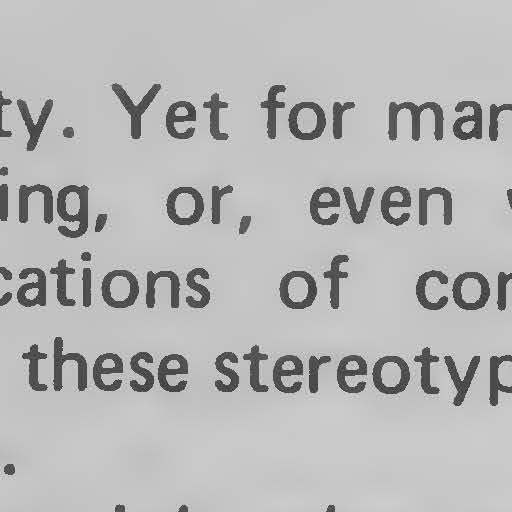 ty. Yet for man
ing, or, even
cations of con
these stereotyp
.